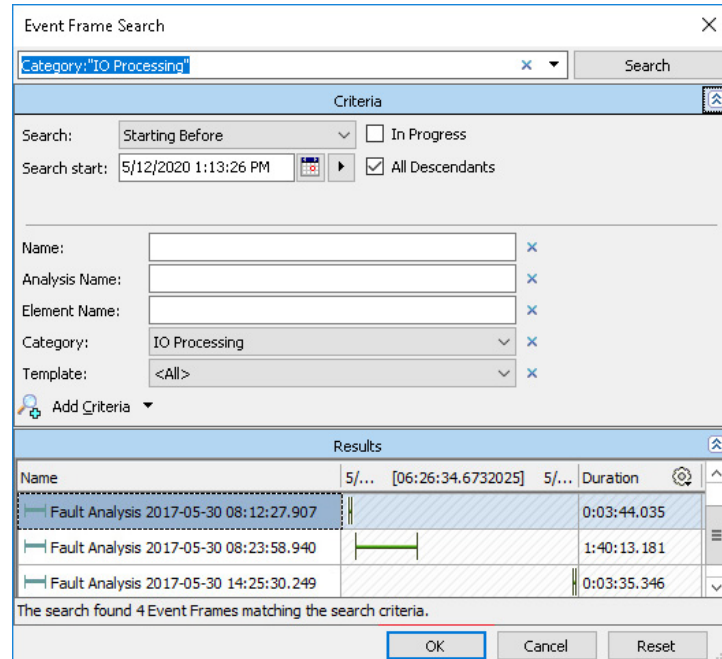 Event Frame Search
Category:"IO Processing" Search
Criteria
Search: Starting Before In Progress
Search start: 5/12/2020 1:13:26 PM All Descendants
Name:
Analysis Name:
Element Name:
Category: IO Processing
Template: <All>
Add Criteria
Results
Name 5/... [06:26:34.6732025] 5/... Duration
Fault Analysis 2017-05-30 08:12:27.907 0:03:44.035
Fault Analysis 2017-05-30 08:23:58.940 1:40:13.181
Fault Analysis 2017-05-30 14:25:30.249 0:03:35.346
The search found 4 Event Frames matching the search criteria.
OK Cancel Reset